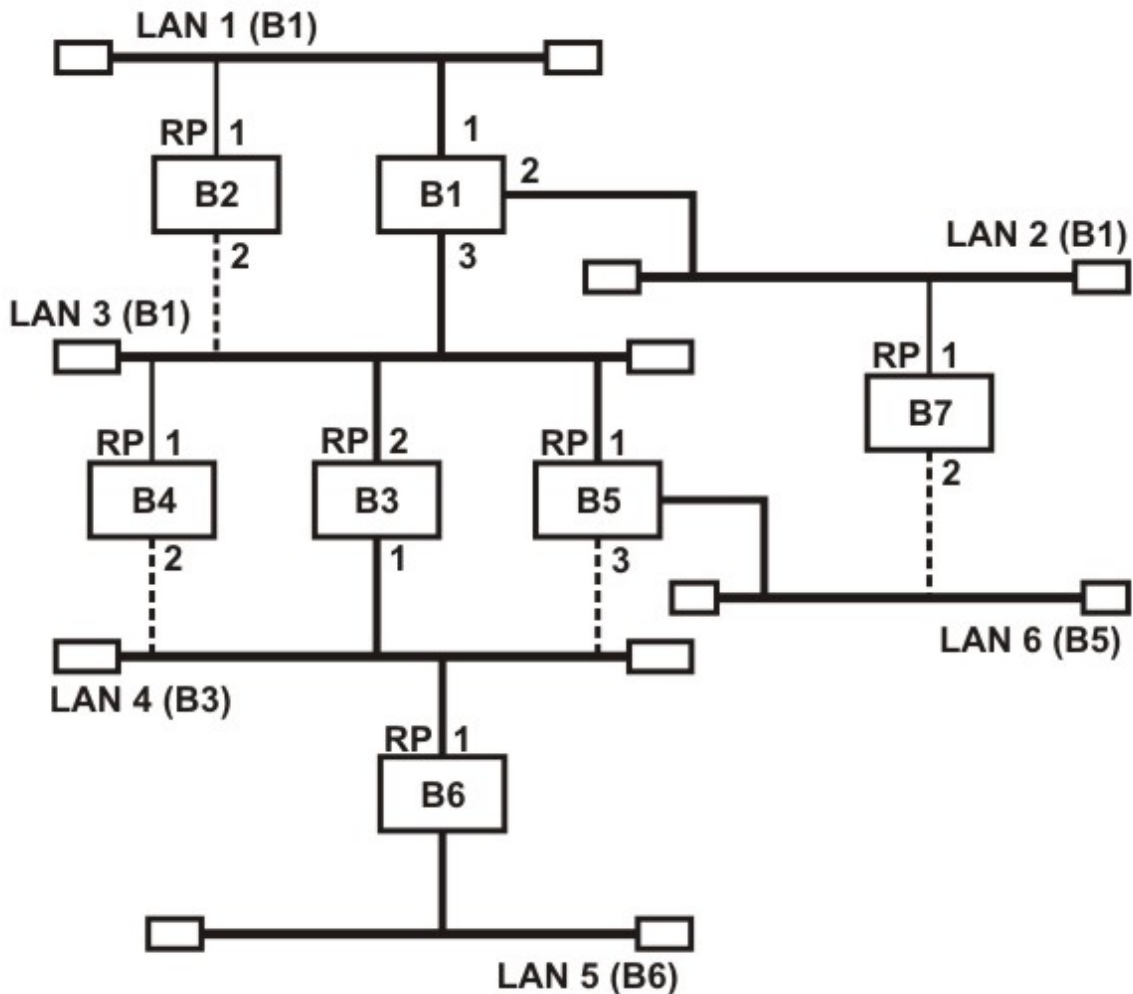 LAN 1 (B1)
RP 1
1
B2
B1
2
2
3
LAN 2 (B1)
LAN 3 (B1)
RP 1
B7
2
RP 1
RP 2
RP 1
B4
B3
B5
2
1
3
LAN 6 (B5)
LAN 4 (B3)
RP 1
B6
LAN 5 (B6)